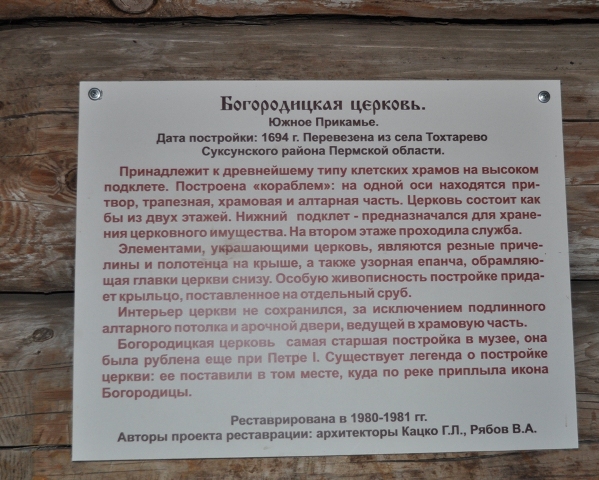 Богородицкая церковь.
Южное Прикамье.
Дата постройки: 1694 г. Перевезена из села Тохтарево
Суксунского района Пермской области.
Принадлежит к древнейшему типу клетских храмов на высоком
подклете. Построена «кораблем»: на одной оси находятся при-
твор, трапезная, храмовая и алтарная часть. Церковь состоит как
бы из двух этажей. Нижний подклет - предназначался для хране-
ния церковного имущества. На втором этаже проходила служба.
Элементами, украшающими церковь, являются резные приче-
лины и полотенца на крыше, а также узорная епанча, обрамляю-
щая главки церкви снизу. Особую живописность постройке прида-
ет крыльцо, поставленное на отдельный сруб.
Интерьер церкви не сохранился, за исключением подлинного
алтарного потолка и арочной двери, ведущей в храмовую часть.
Богородицкая церковь самая старшая постройка в музее, она
была рублена еще при Петре I. Существует легенда о постройке
церкви: ее поставили в том месте, куда по реке приплыла икона
Богородицы.
Реставрирована в 1980-1981 гг.
Авторы проекта реставрации: архитекторы Кацко Г.Л., Рябов В.А.